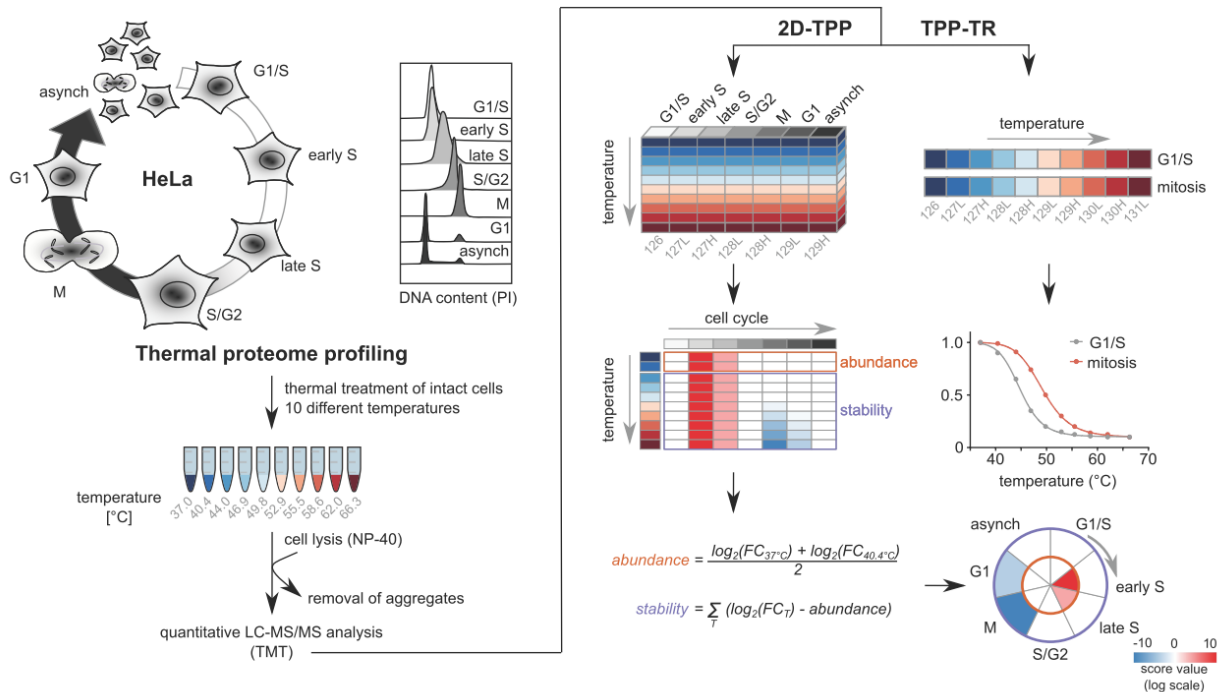 asynch
G1/S
early S
late S
S/G2
M
G1
HeLa
G1/S
early S
late S
S/G2
M
G1
asynch
DNA content (PI)
Thermal proteome profiling
thermal treatment of intact cells
10 different temperatures
temperature
[°C]
37.0
40.4
44.0
46.9
49.8
52.9
55.5
58.6
62.0
66.3
cell lysis (NP-40)
removal of aggregates
quantitative LC-MS/MS analysis
(TMT)
2D-TPP
TPP-TR
G1/S
early S
late S
S/G2
M
G1
asynch
temperature
126
127L
127H
128L
128H
129L
129H
temperature
G1/S
mitosis
126
127L
127H
128L
128H
129L
129H
130L
130H
131L
cell cycle
temperature
abundance
stability
1.0
0.5
0
40
50
60
70
temperature (°C)
G1/S
mitosis
abundance = log2(FC37°C) + log2(FC40.4°C)
2
stability = Σ (log2(FCT) - abundance)
T
asynch
G1/S
early S
late S
S/G2
M
G1
-10
0
10
score value
(log scale)